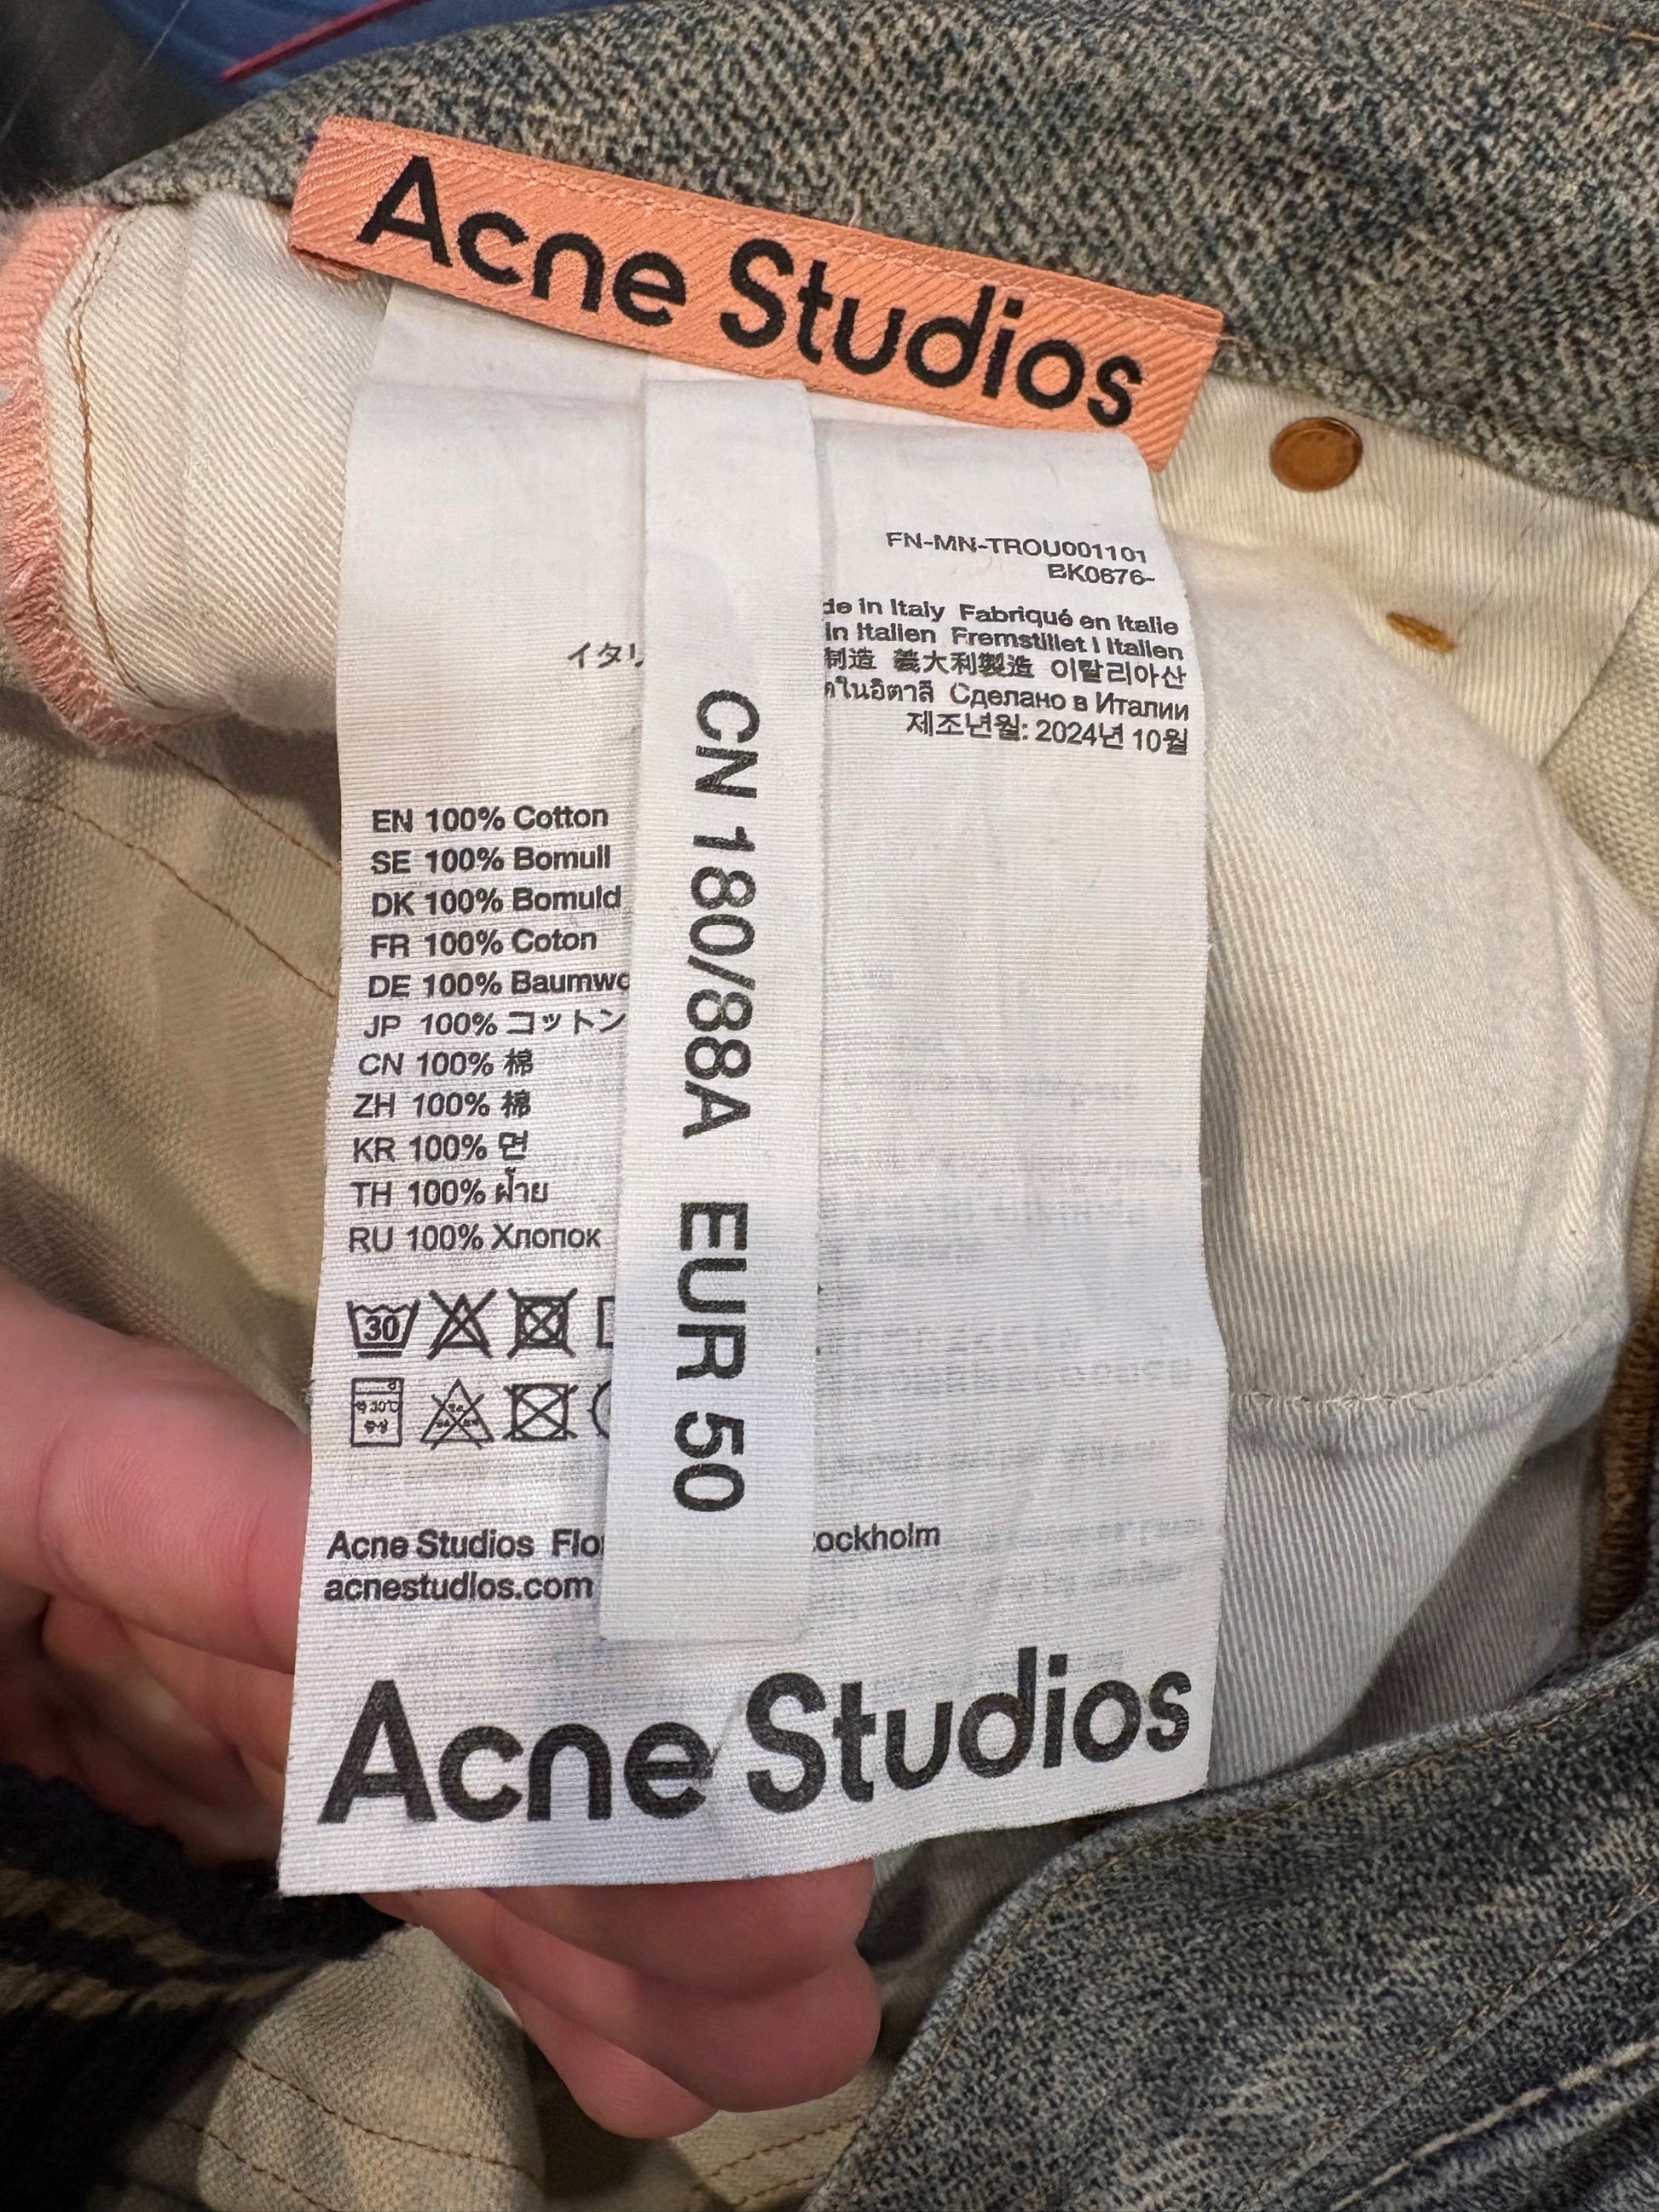 Acne Studios
FN-MN-TROU001101
BK0676-
in Italy Fabriqué en Italie
in Italien Fremstillet i Italien
制造 義大利製造 이탈리아산
Сделано в Италии
제조년월: 2024년 10월
EN 100% Cotton
SE 100% Bomull
DK 100% Bomuld
FR 100% Coton
DE 100%
JP 100% コットン
CN 100% 棉
ZH 100% 棉
KR 100% 면
TH 100% ฝ้าย
RU 100% Хлопок
30
CN 180/88A EUR 50
Acne Studios
acnestudios.com
Acne Studios